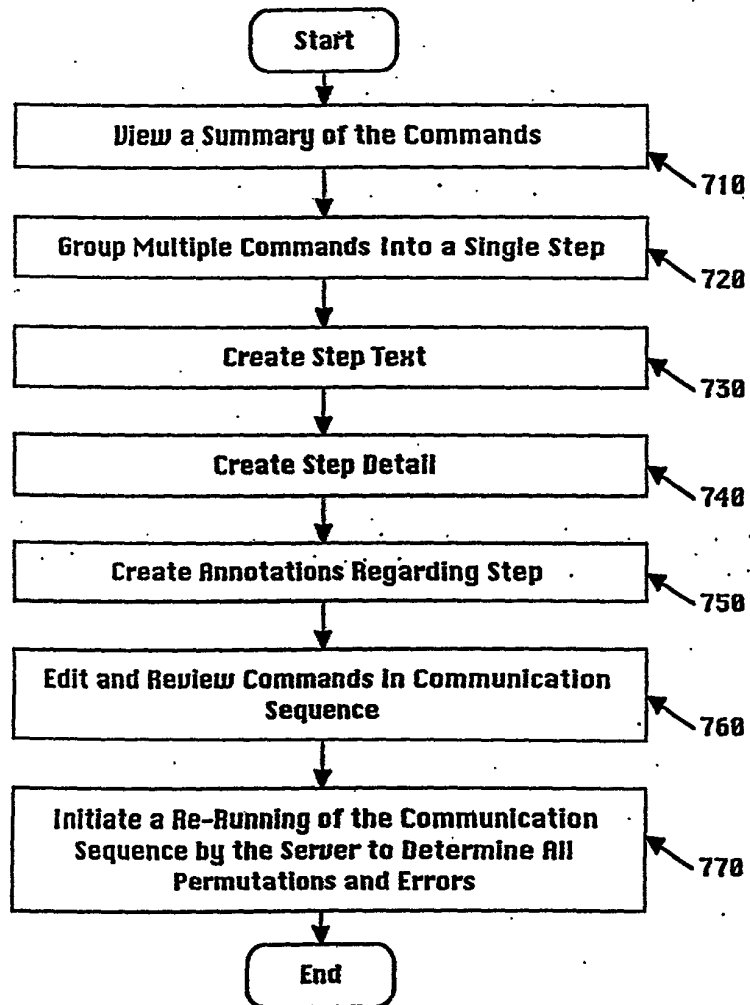 Start
View a Summary of the Commands
710
Group Multiple Commands Into a Single Step
720
Create Step Text
730
Create Step Detail
740
Create Annotations Regarding Step
750
Edit and Review Commands in Communication
Sequence
760
Initiate a Re-Running of the Communication
Sequence by the Server to Determine All
Permutations and Errors
770
End